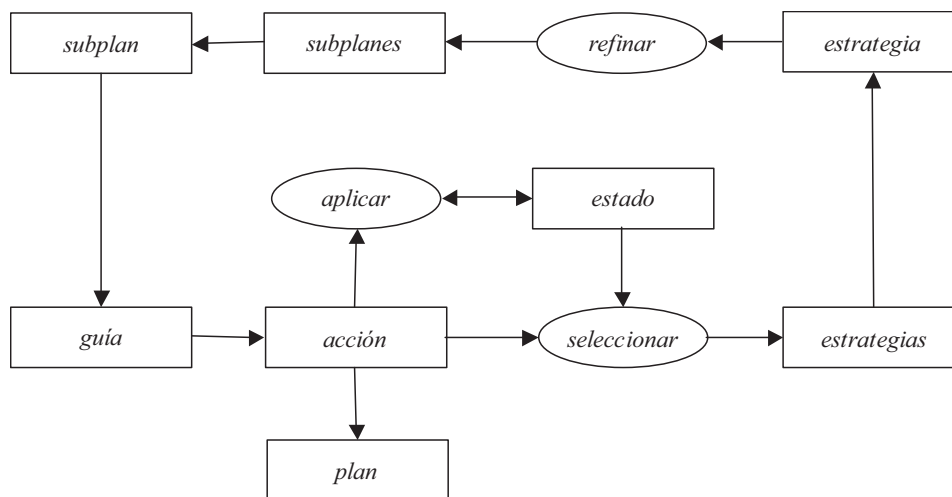 subplan
subplanes
refinar
estrategia
aplicar
estado
guía
acción
seleccionar
estrategias
plan